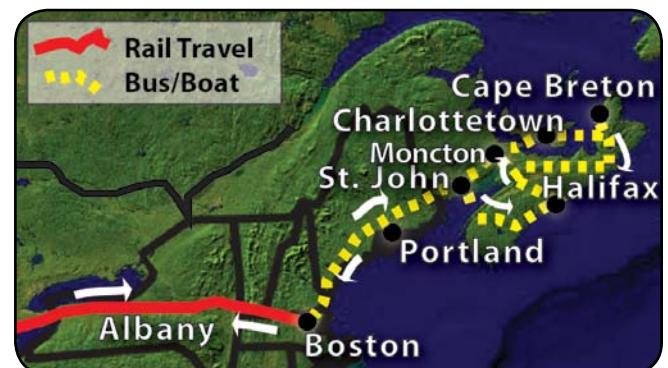 Rail Travel
Bus/Boat
Cape Breton
Charlottetown
Moncton
St. John
Halifax
Portland
Albany
Boston